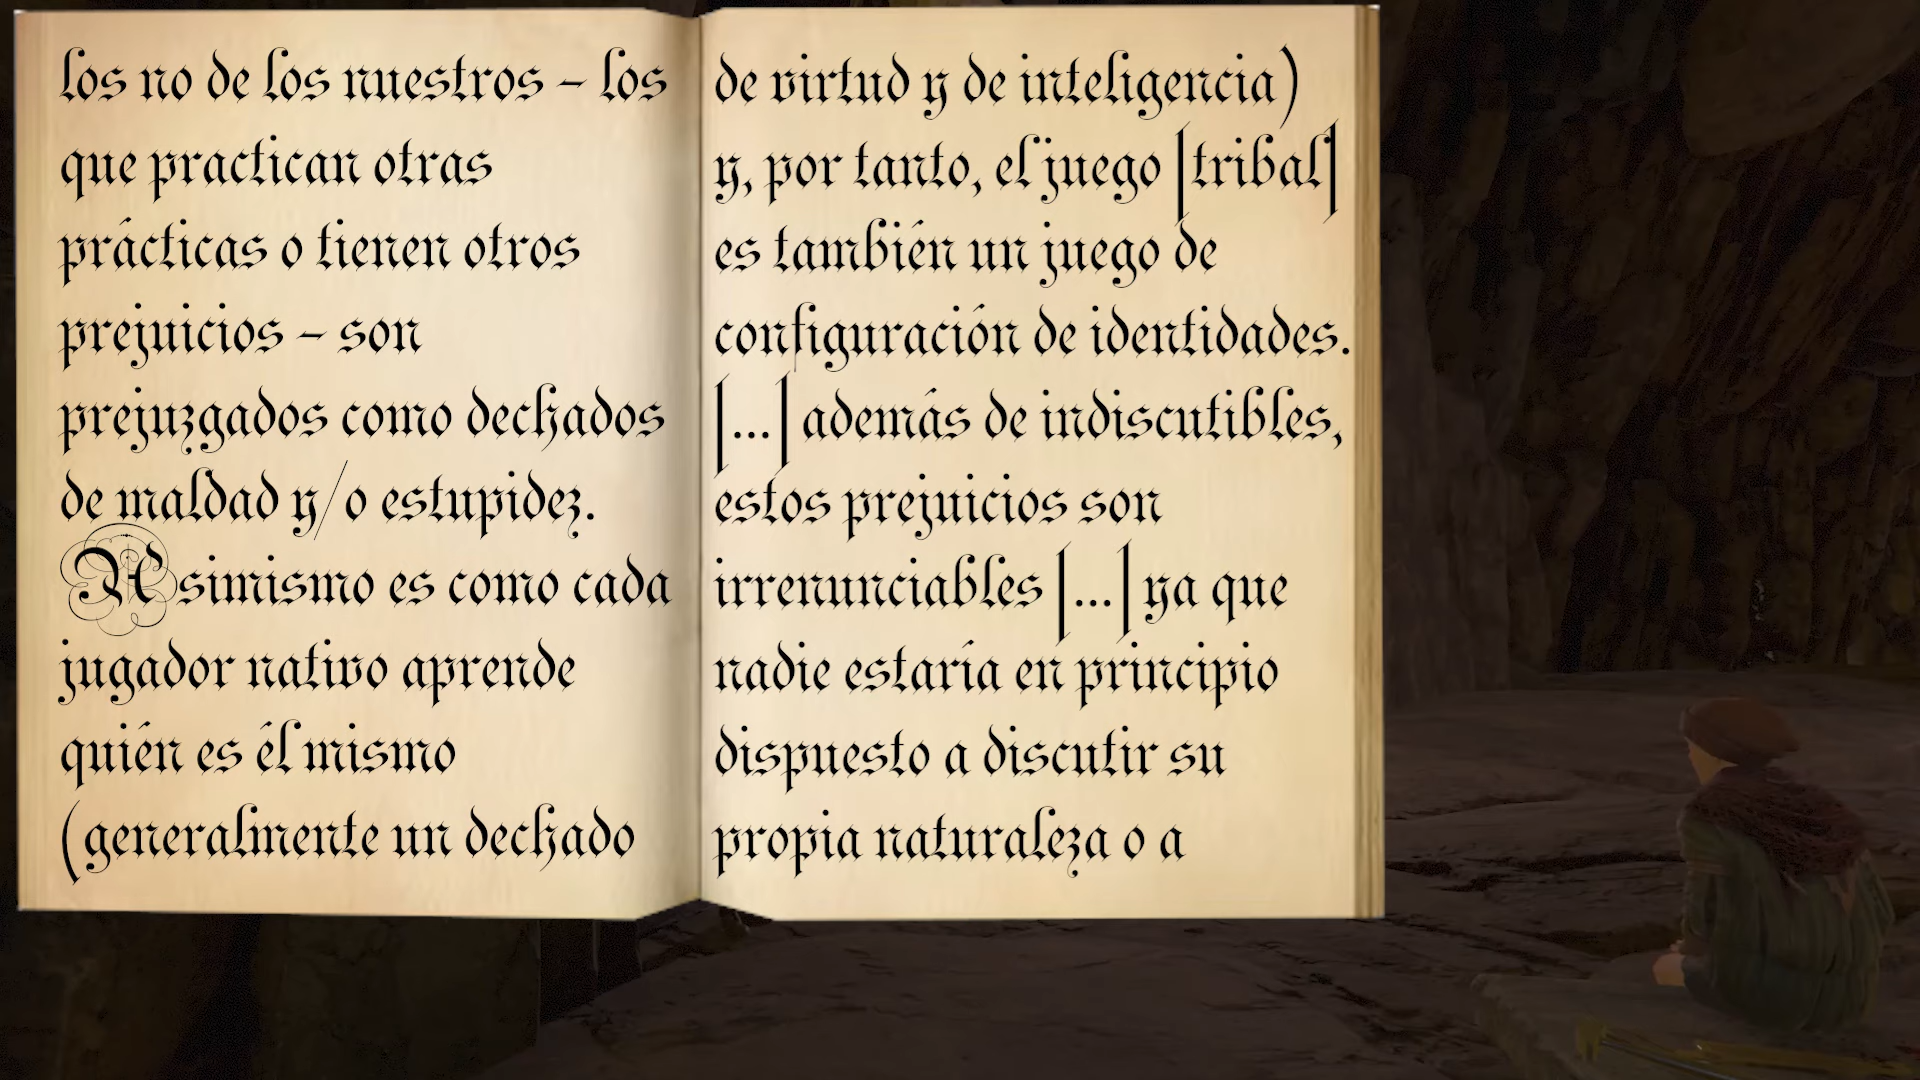 los no de los nuestros – los
que practican otras
prácticas o tienen otros
prejuicios – son
prejuzgados como dechados
de maldad y/o estupidez.
Asimismo es como cada
jugador nativo aprende
quién es él mismo
(generalmente un dechado
de virtud y de inteligencia)
y, por tanto, el juego [tribal]
es también un juego de
configuración de identidades.
[...] además de indiscutibles,
estos prejuicios son
irrenunciables [...] ya que
nadie estaría en principio
dispuesto a discutir su
propia naturaleza o a